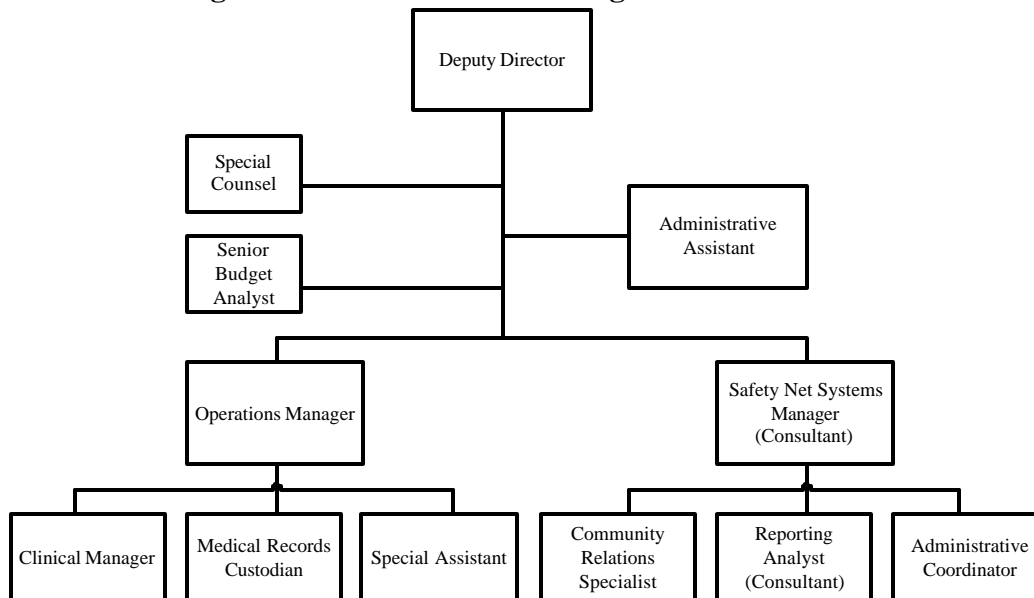 Deputy Director
Special
Counsel
Administrative
Assistant
Senior
Budget
Analyst
Operations Manager
Safety Net Systems
Manager
(Consultant)
Clinical Manager
Medical Records
Custodian
Special Assistant
Community
Relations
Specialist
Reporting
Analyst
(Consultant)
Administrative
Coordinator